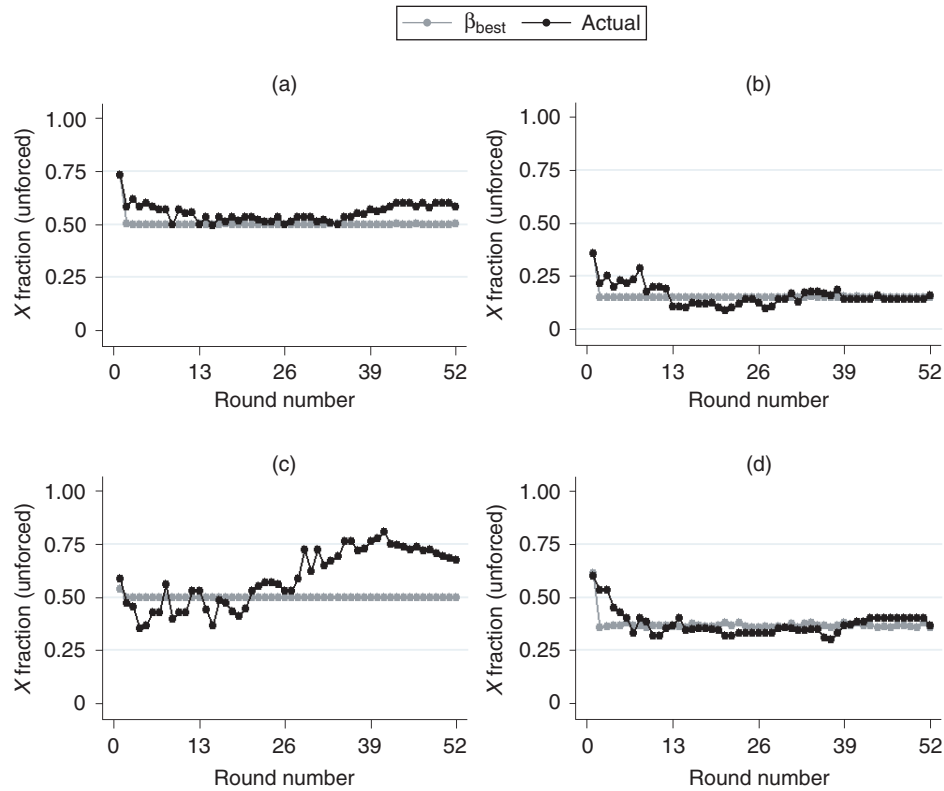 β_best Actual
(a)
X fraction (unforced)
1.00
0.75
0.50
0.25
0
0 13 26 39 52
Round number
(b)
X fraction (unforced)
1.00
0.75
0.50
0.25
0
0 13 26 39 52
Round number
(c)
X fraction (unforced)
1.00
0.75
0.50
0.25
0
0 13 26 39 52
Round number
(d)
X fraction (unforced)
1.00
0.75
0.50
0.25
0
0 13 26 39 52
Round number